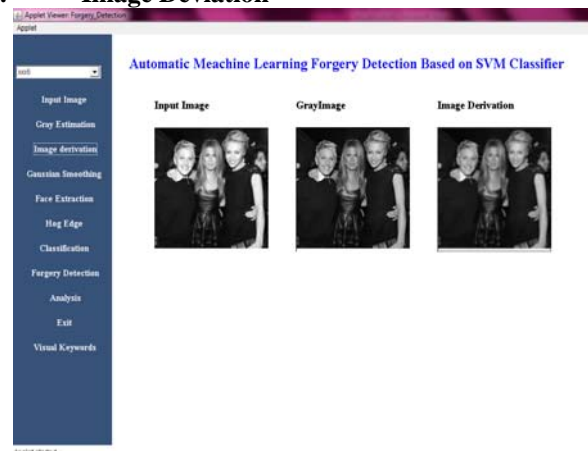 Image Deviation
Applet Viewer: Forgery_Detection
Applet
Automatic Meachine Learning Forgery Detection Based on SVM Classifier
Input Image
GrayImage
Image Derivation
Input Image
Gray Estimation
Image derivation
Gaussian Smoothing
Face Extraction
Hog Edge
Classification
Forgery Detection
Analysis
Exit
Visual Keywords